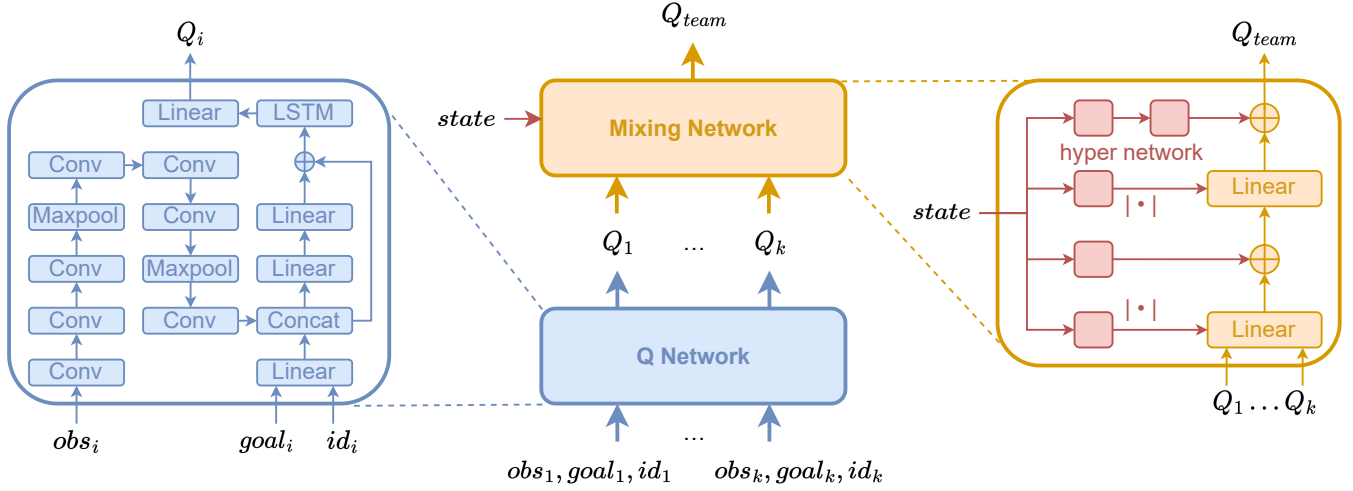 Q_i
Linear
LSTM
Conv
Conv
Maxpool
Conv
Linear
Conv
Maxpool
Linear
Conv
Conv
Concat
Conv
Linear
obs_i
goal_i
id_i
Q_team
state
Mixing Network
Q_1
...
Q_k
Q Network
...
obs_1, goal_1, id_1
obs_k, goal_k, id_k
Q_team
hyper network
Linear
|•|
state
|•|
Linear
Q_1 ... Q_k